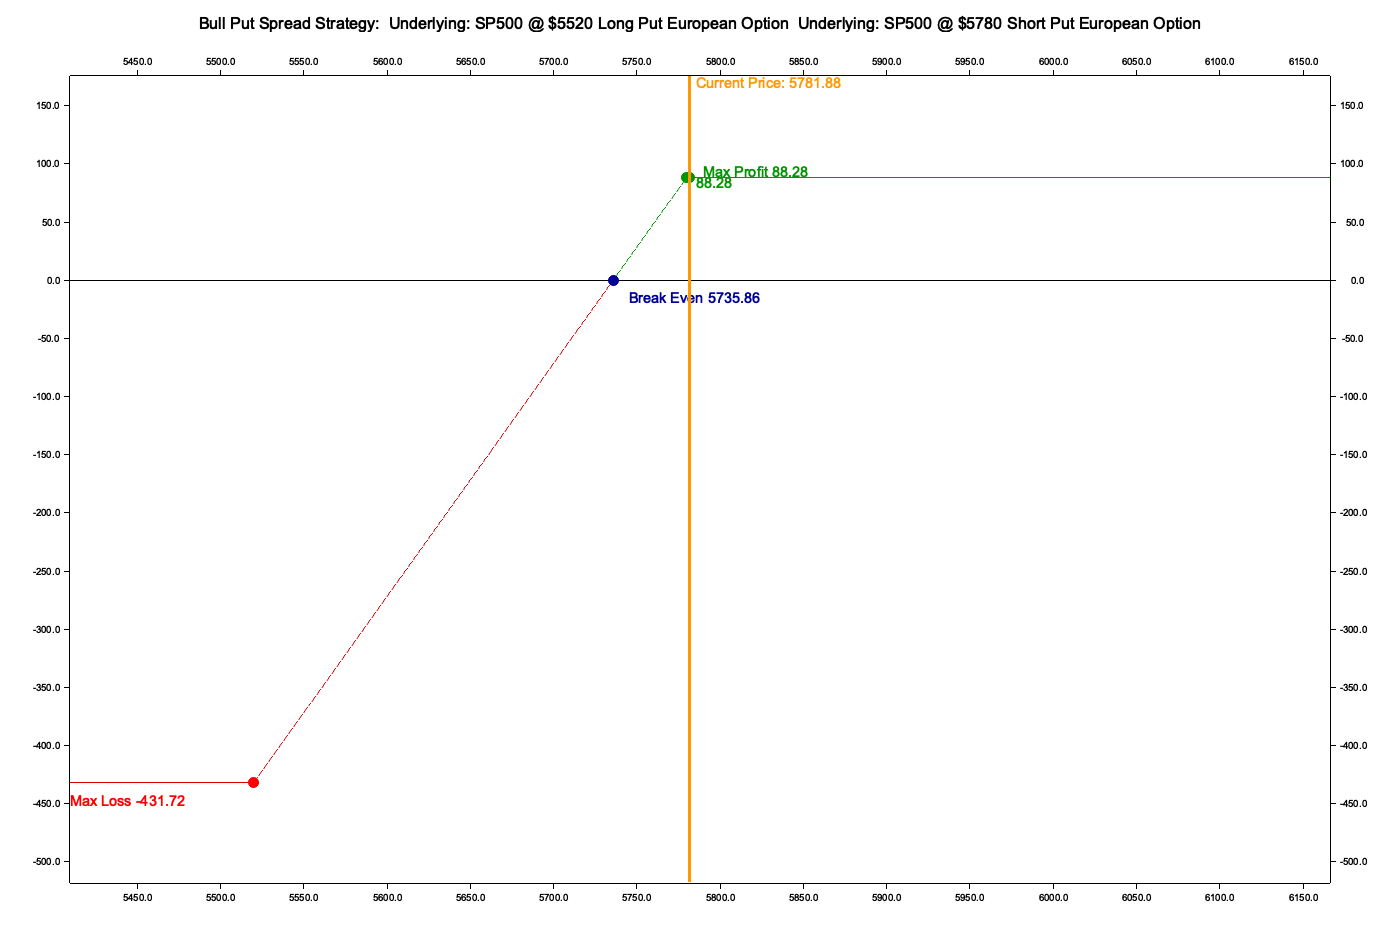 Bull Put Spread Strategy:  Underlying: SP500 @ $5520 Long Put European Option  Underlying: SP500 @ $5780 Short Put European Option
5450.0 5500.0 5550.0 5600.0 5650.0 5700.0 5750.0 5800.0 5850.0 5900.0 5950.0 6000.0 6050.0 6100.0 6150.0
Current Price: 5781.88
150.0 150.0
100.0 100.0
Max Profit 88.28
88.28
50.0 50.0
0.0 0.0
Break Even 5735.86
-50.0 -50.0
-100.0 -100.0
-150.0 -150.0
-200.0 -200.0
-250.0 -250.0
-300.0 -300.0
-350.0 -350.0
-400.0 -400.0
Max Loss -431.72
-450.0 -450.0
-500.0 -500.0
5450.0 5500.0 5550.0 5600.0 5650.0 5700.0 5750.0 5800.0 5850.0 5900.0 5950.0 6000.0 6050.0 6100.0 6150.0